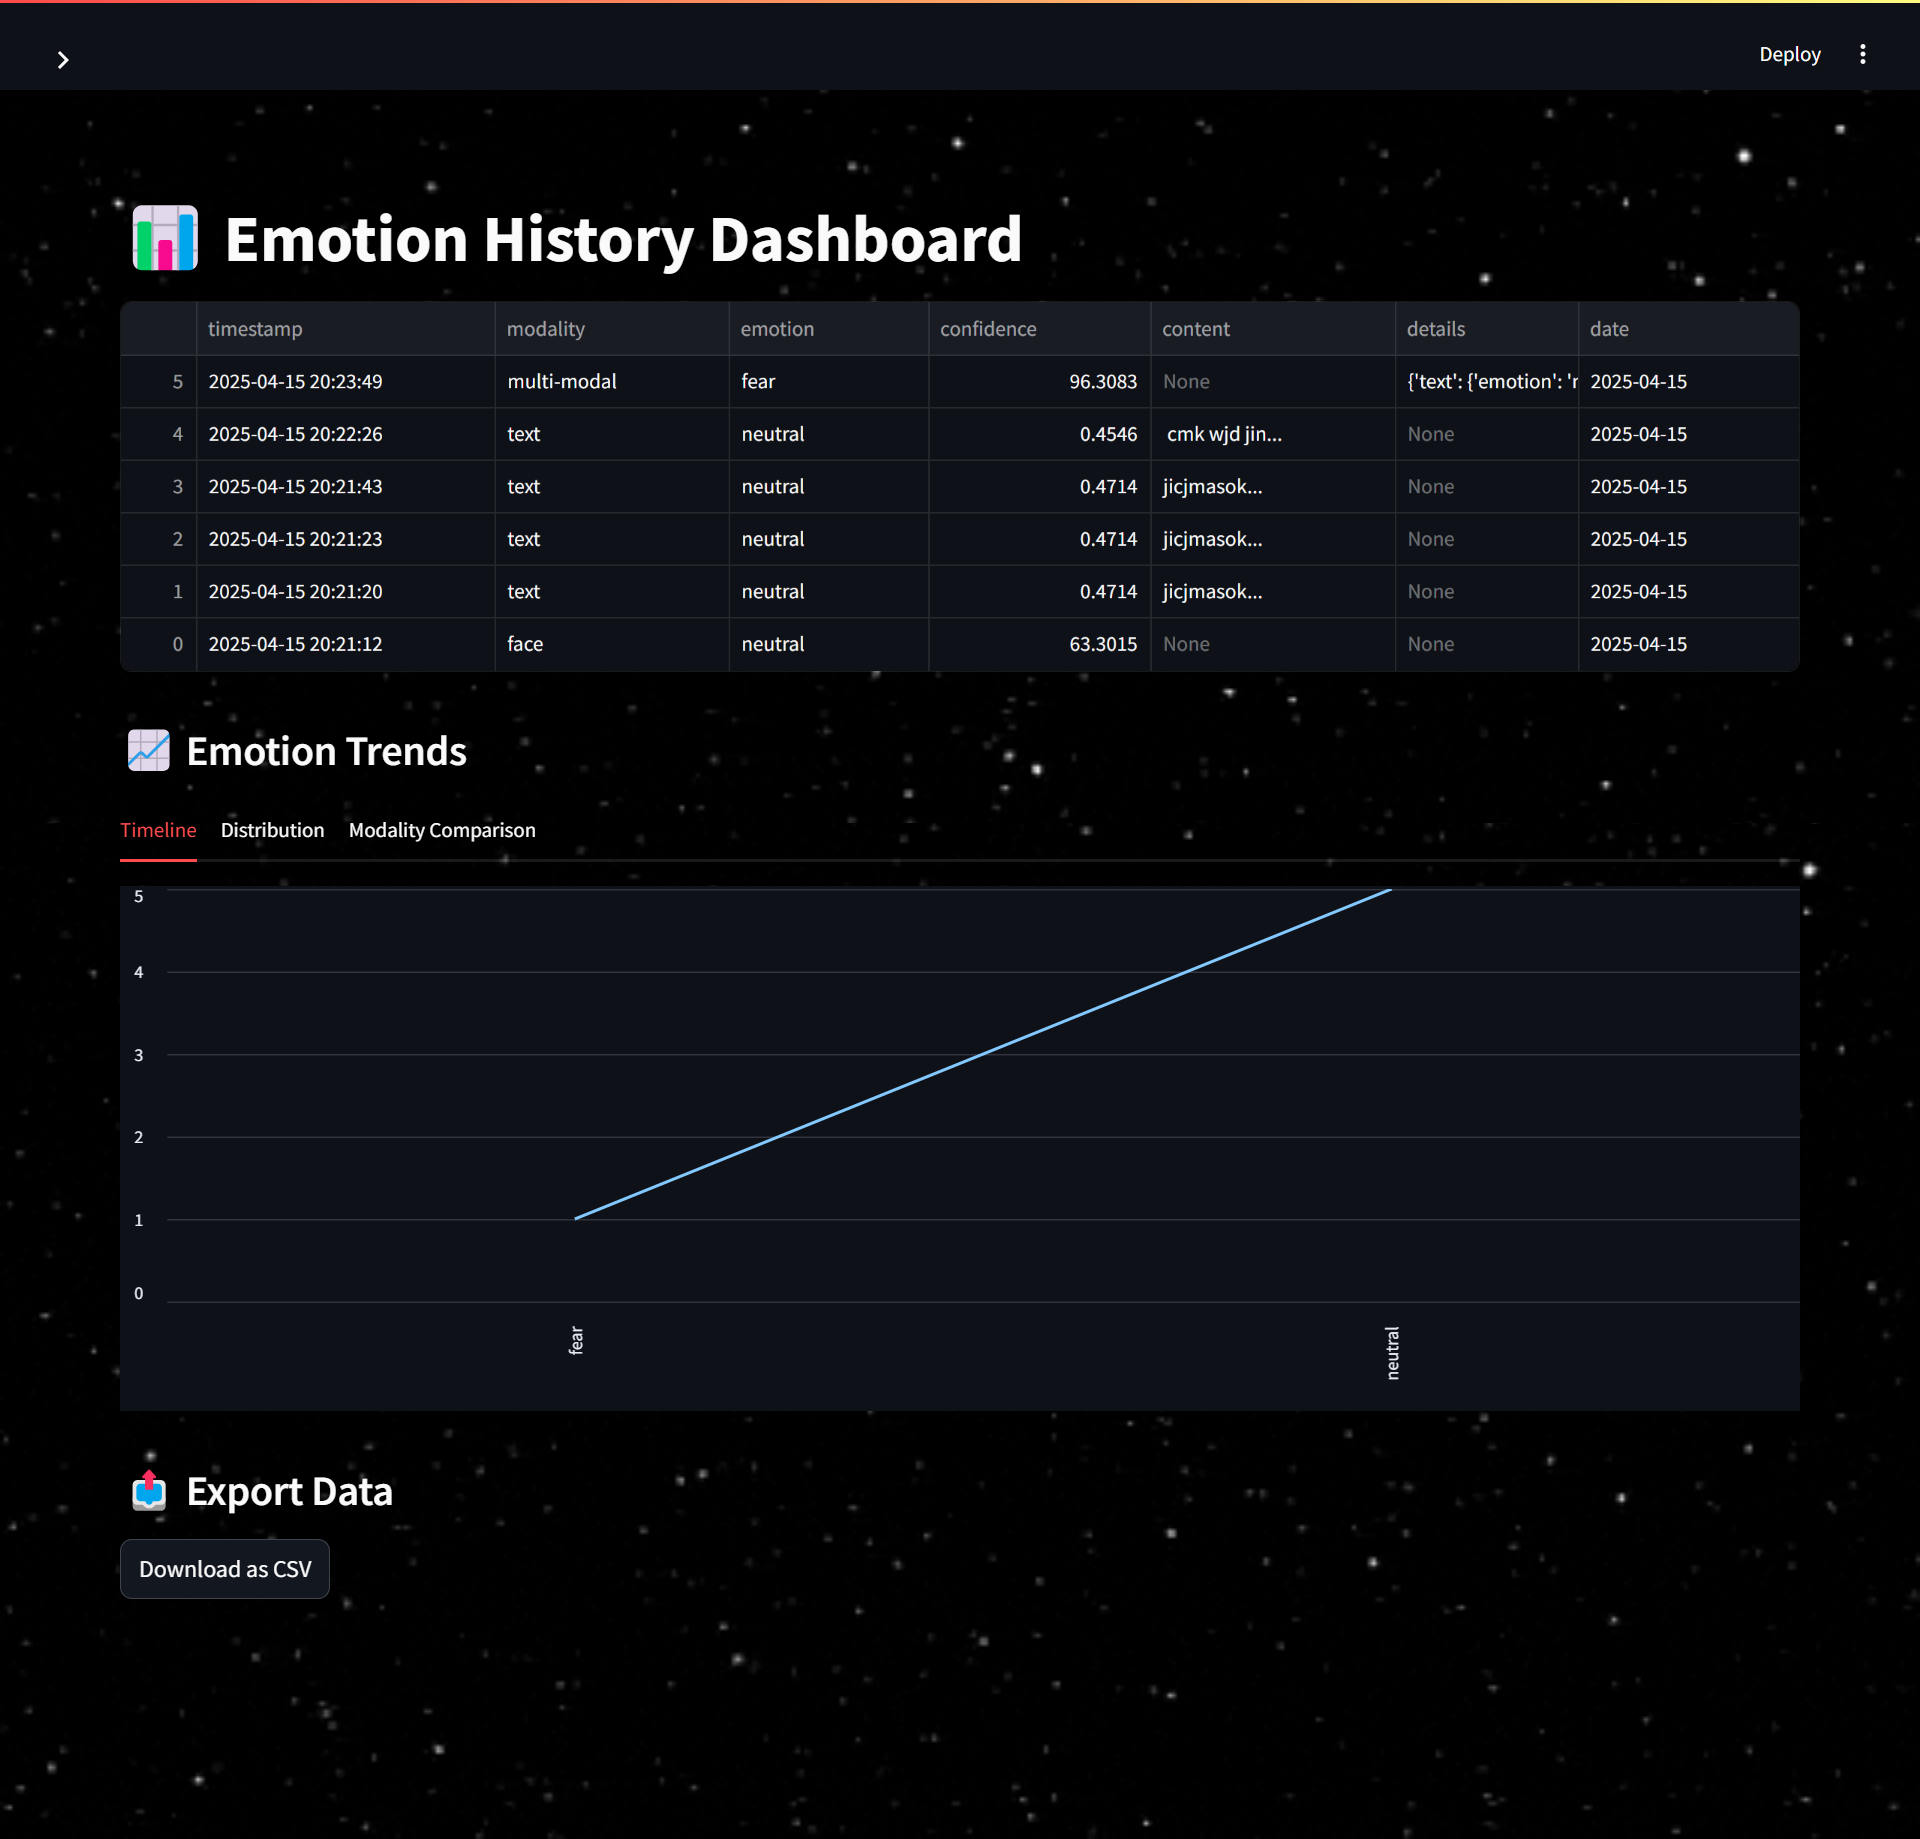 Deploy
Emotion History Dashboard
timestamp modality emotion confidence content details date
5 2025-04-15 20:23:49 multi-modal fear 96.3083 None {'text': {'emotion': 'n 2025-04-15
4 2025-04-15 20:22:26 text neutral 0.4546 cmk wjd jin... None 2025-04-15
3 2025-04-15 20:21:43 text neutral 0.4714 jicjmasok... None 2025-04-15
2 2025-04-15 20:21:23 text neutral 0.4714 jicjmasok... None 2025-04-15
1 2025-04-15 20:21:20 text neutral 0.4714 jicjmasok... None 2025-04-15
0 2025-04-15 20:21:12 face neutral 63.3015 None None 2025-04-15
Emotion Trends
Timeline Distribution Modality Comparison
5
4
3
2
1
0
fear neutral
Export Data
Download as CSV